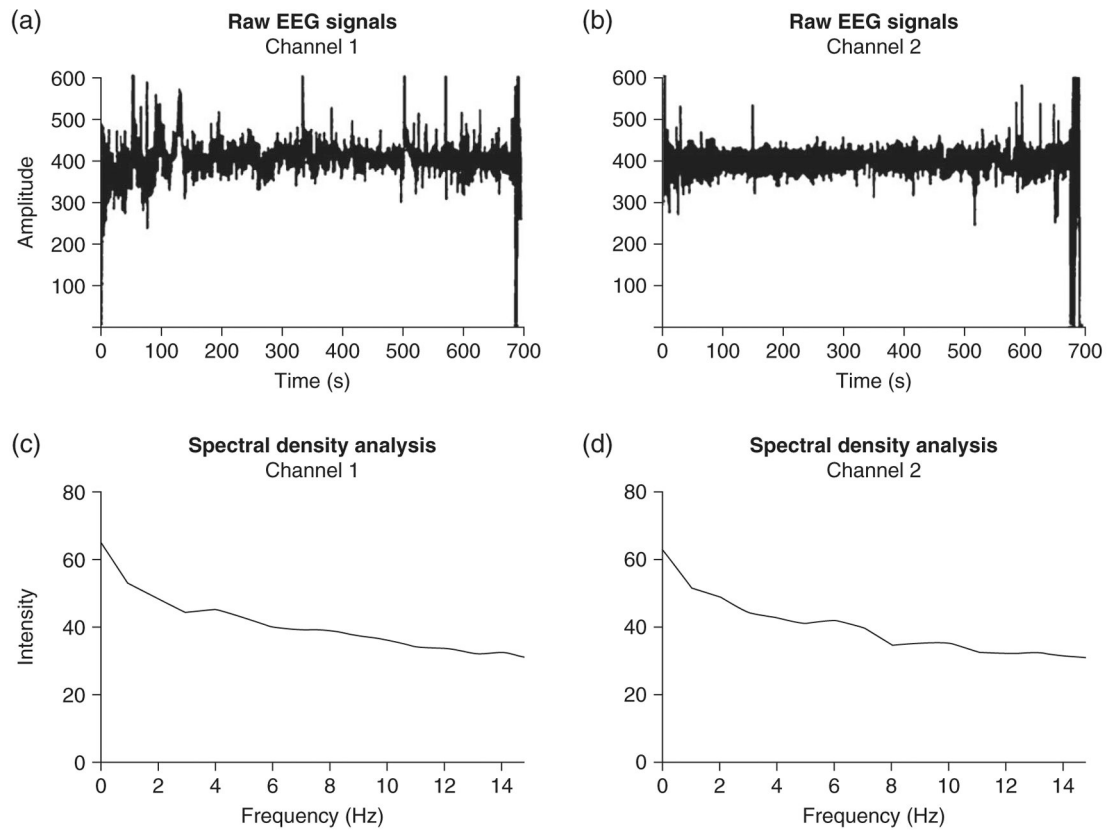 (a)
Raw EEG signals
Channel 1
600
500
400
300
200
100
Amplitude
0 100 200 300 400 500 600 700
Time (s)
(b)
Raw EEG signals
Channel 2
600
500
400
300
200
100
0 100 200 300 400 500 600 700
Time (s)
(c)
Spectral density analysis
Channel 1
80
60
40
20
0
Intensity
0 2 4 6 8 10 12 14
Frequency (Hz)
(d)
Spectral density analysis
Channel 2
80
60
40
20
0
0 2 4 6 8 10 12 14
Frequency (Hz)